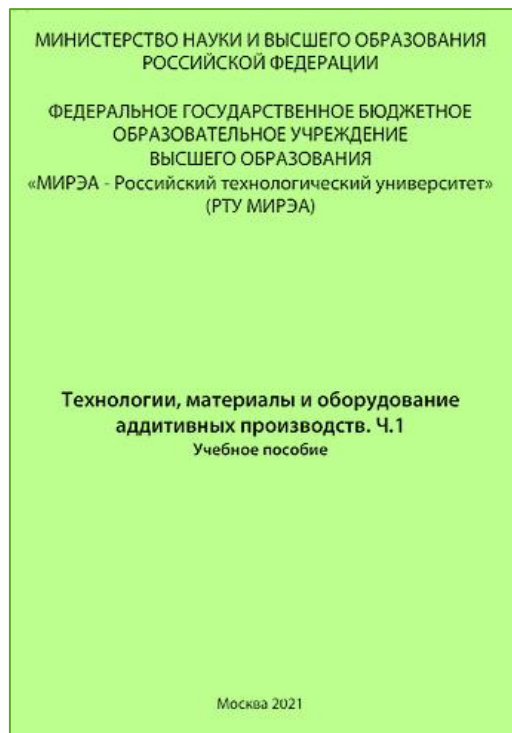 МИНИСТЕРСТВО НАУКИ И ВЫСШЕГО ОБРАЗОВАНИЯ
РОССИЙСКОЙ ФЕДЕРАЦИИ
ФЕДЕРАЛЬНОЕ ГОСУДАРСТВЕННОЕ БЮДЖЕТНОЕ
ОБРАЗОВАТЕЛЬНОЕ УЧРЕЖДЕНИЕ
ВЫСШЕГО ОБРАЗОВАНИЯ
«МИРЭА - Российский технологический университет»
(РТУ МИРЭА)
Технологии, материалы и оборудование
аддитивных производств. Ч.1
Учебное пособие
Москва 2021